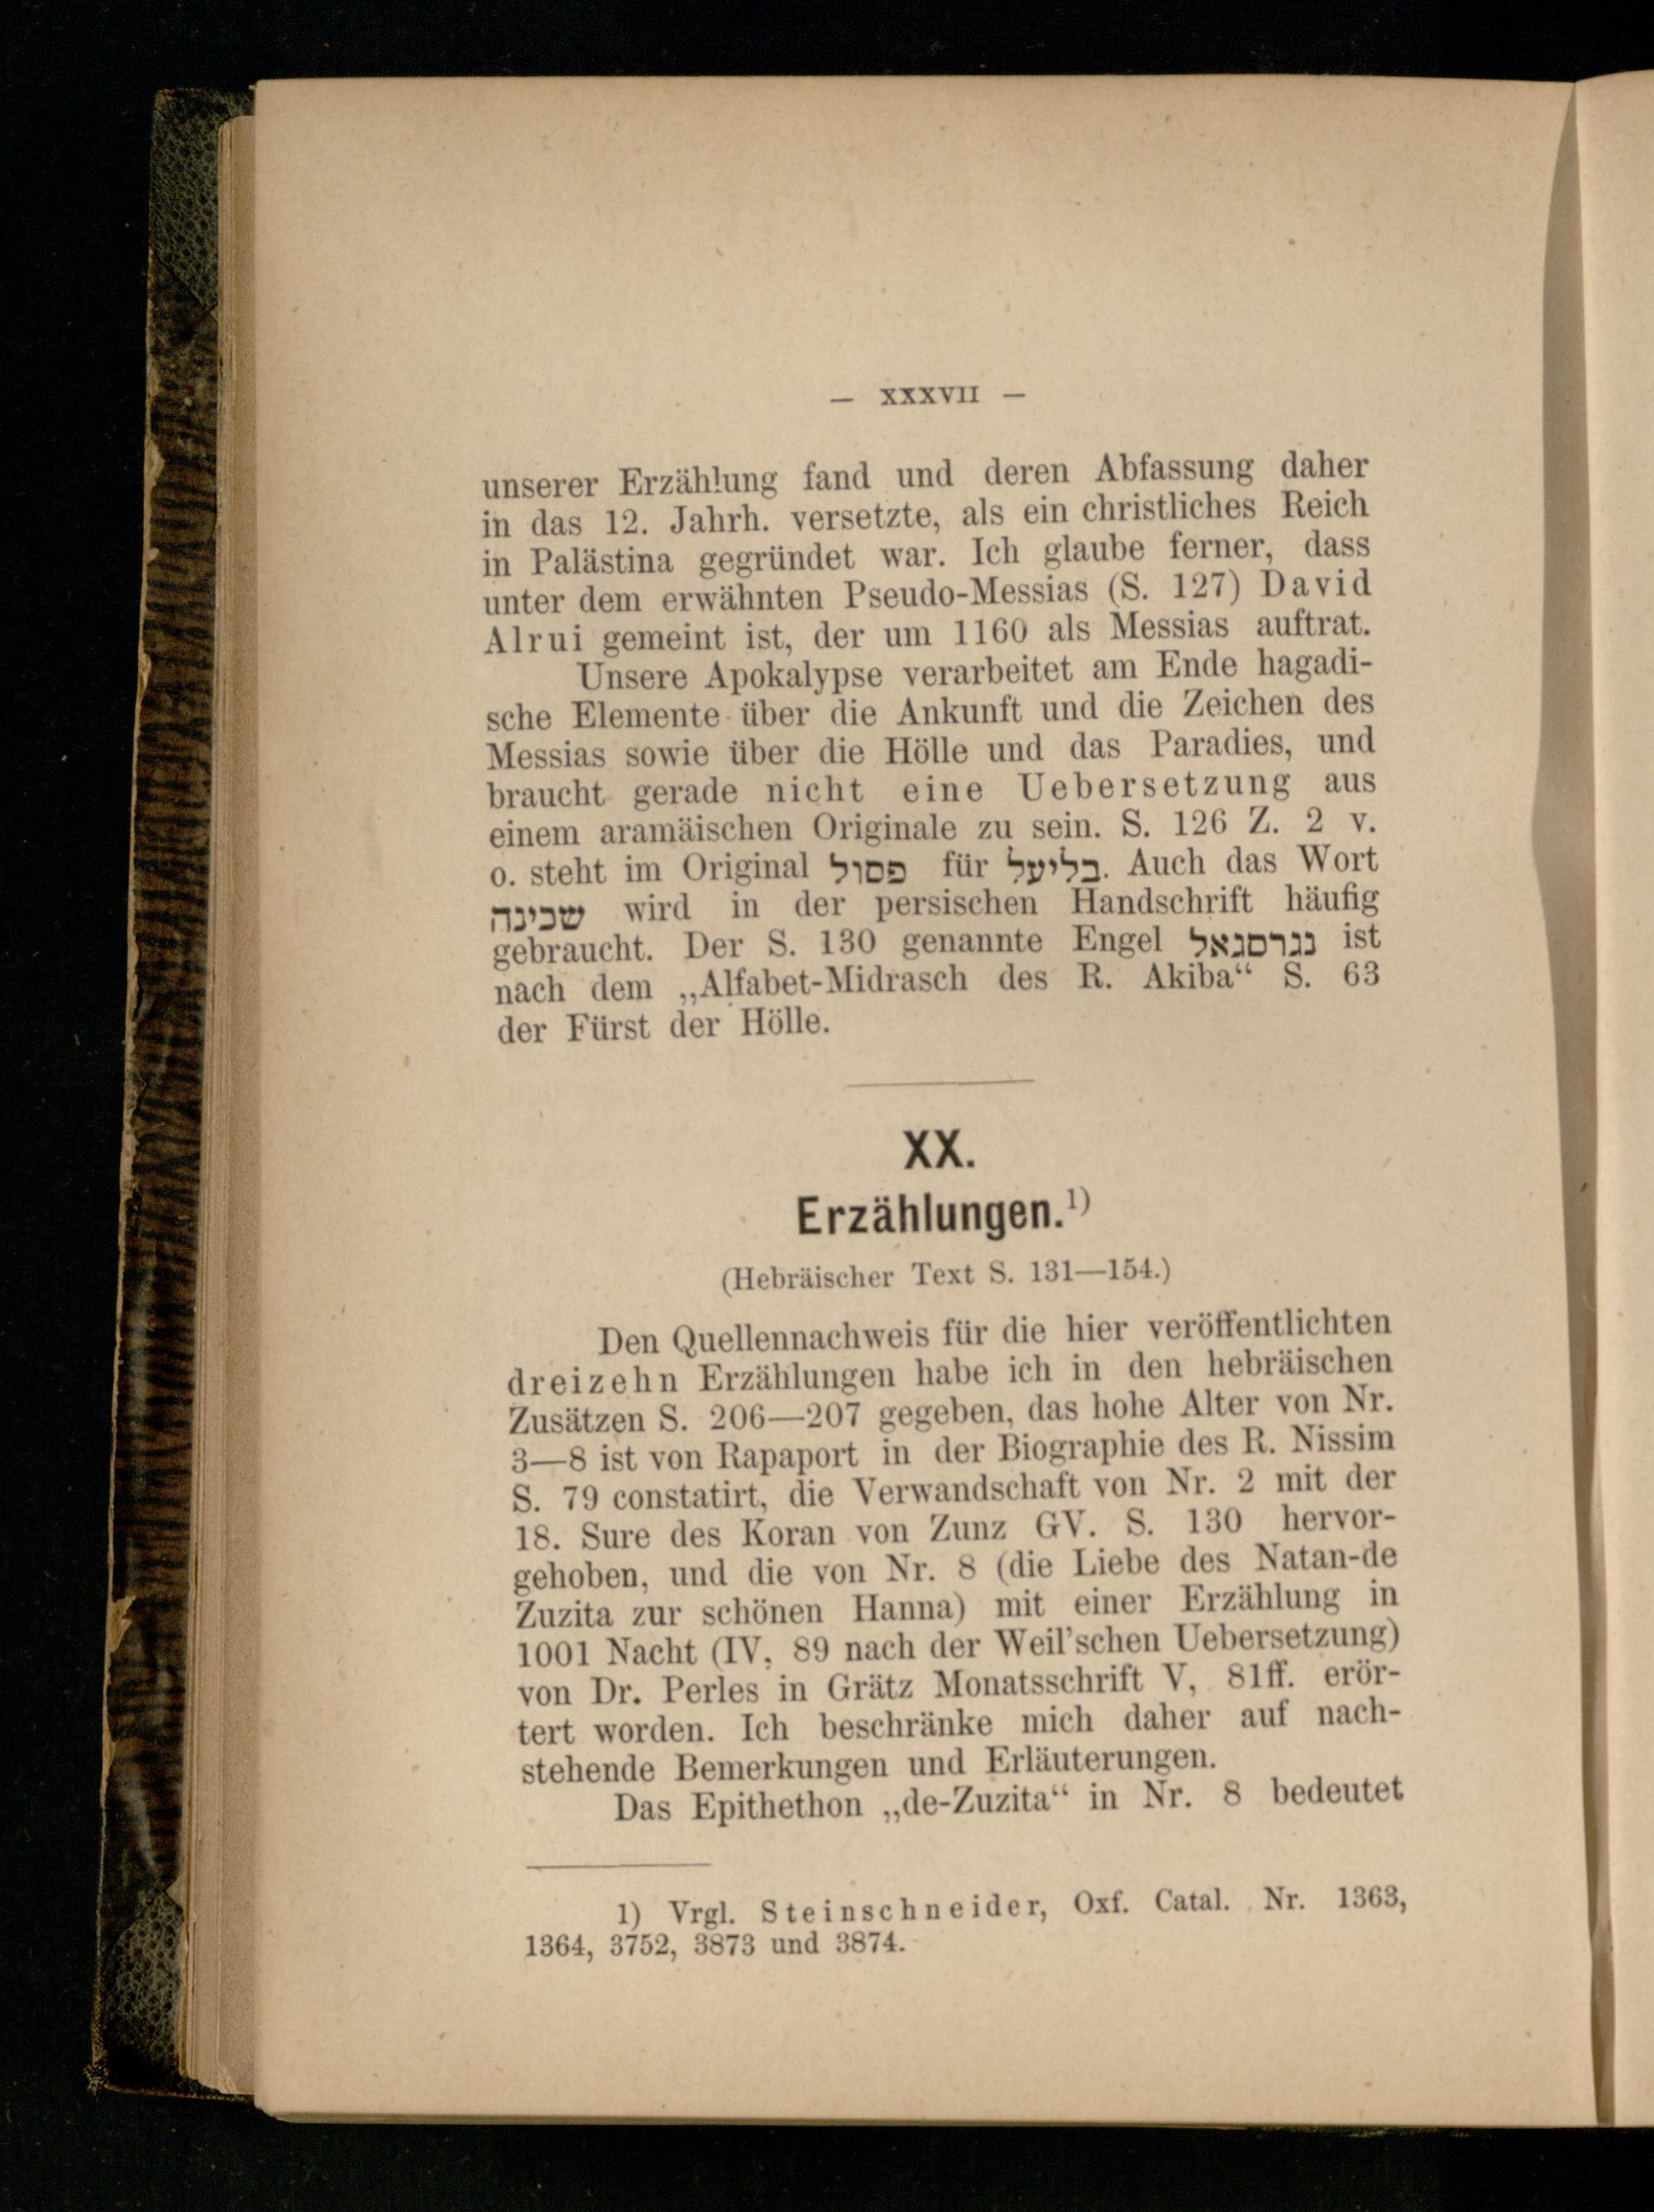 — XXXVII —
unserer Erzählung fand und deren Abfassung daher
in das 12. Jahrh. versetzte, als ein christliches Reich
in Palästina gegründet war. Ich glaube ferner, dass
unter dem erwähnten Pseudo-Messias (S. 127) David
Alrui gemeint ist, der um 1160 als Messias auftrat.
Unsere Apokalypse verarbeitet am Ende hagadi-
sche Elemente über die Ankunft und die Zeichen des
Messias sowie über die Hölle und das Paradies, und
braucht gerade nicht eine Uebersetzung aus
einem aramäischen Originale zu sein. S. 126 Z. 2 v.
o. steht im Original פסול für בליעל. Auch das Wort
שכינה wird in der persischen Handschrift häufig
gebraucht. Der S. 130 genannte Engel נגרסנאל ist
nach dem „Alfabet-Midrasch des R. Akiba“ S. 63
der Fürst der Hölle.
XX.
Erzählungen.¹)
(Hebräischer Text S. 131—154.)
Den Quellennachweis für die hier veröffentlichten
dreizehn Erzählungen habe ich in den hebräischen
Zusätzen S. 206—207 gegeben, das hohe Alter von Nr.
3—8 ist von Rapaport in der Biographie des R. Nissim
S. 79 constatirt, die Verwandschaft von Nr. 2 mit der
18. Sure des Koran von Zunz GV. S. 130 hervor-
gehoben, und die von Nr. 8 (die Liebe des Natan-de
Zuzita zur schönen Hanna) mit einer Erzählung in
1001 Nacht (IV, 89 nach der Weil'schen Uebersetzung)
von Dr. Perles in Grätz Monatsschrift V, 81ff. erör-
tert worden. Ich beschränke mich daher auf nach-
stehende Bemerkungen und Erläuterungen.
Das Epithethon „de-Zuzita“ in Nr. 8 bedeutet
1) Vrgl. Steinschneider, Oxf. Catal. Nr. 1363,
1364, 3752, 3873 und 3874.